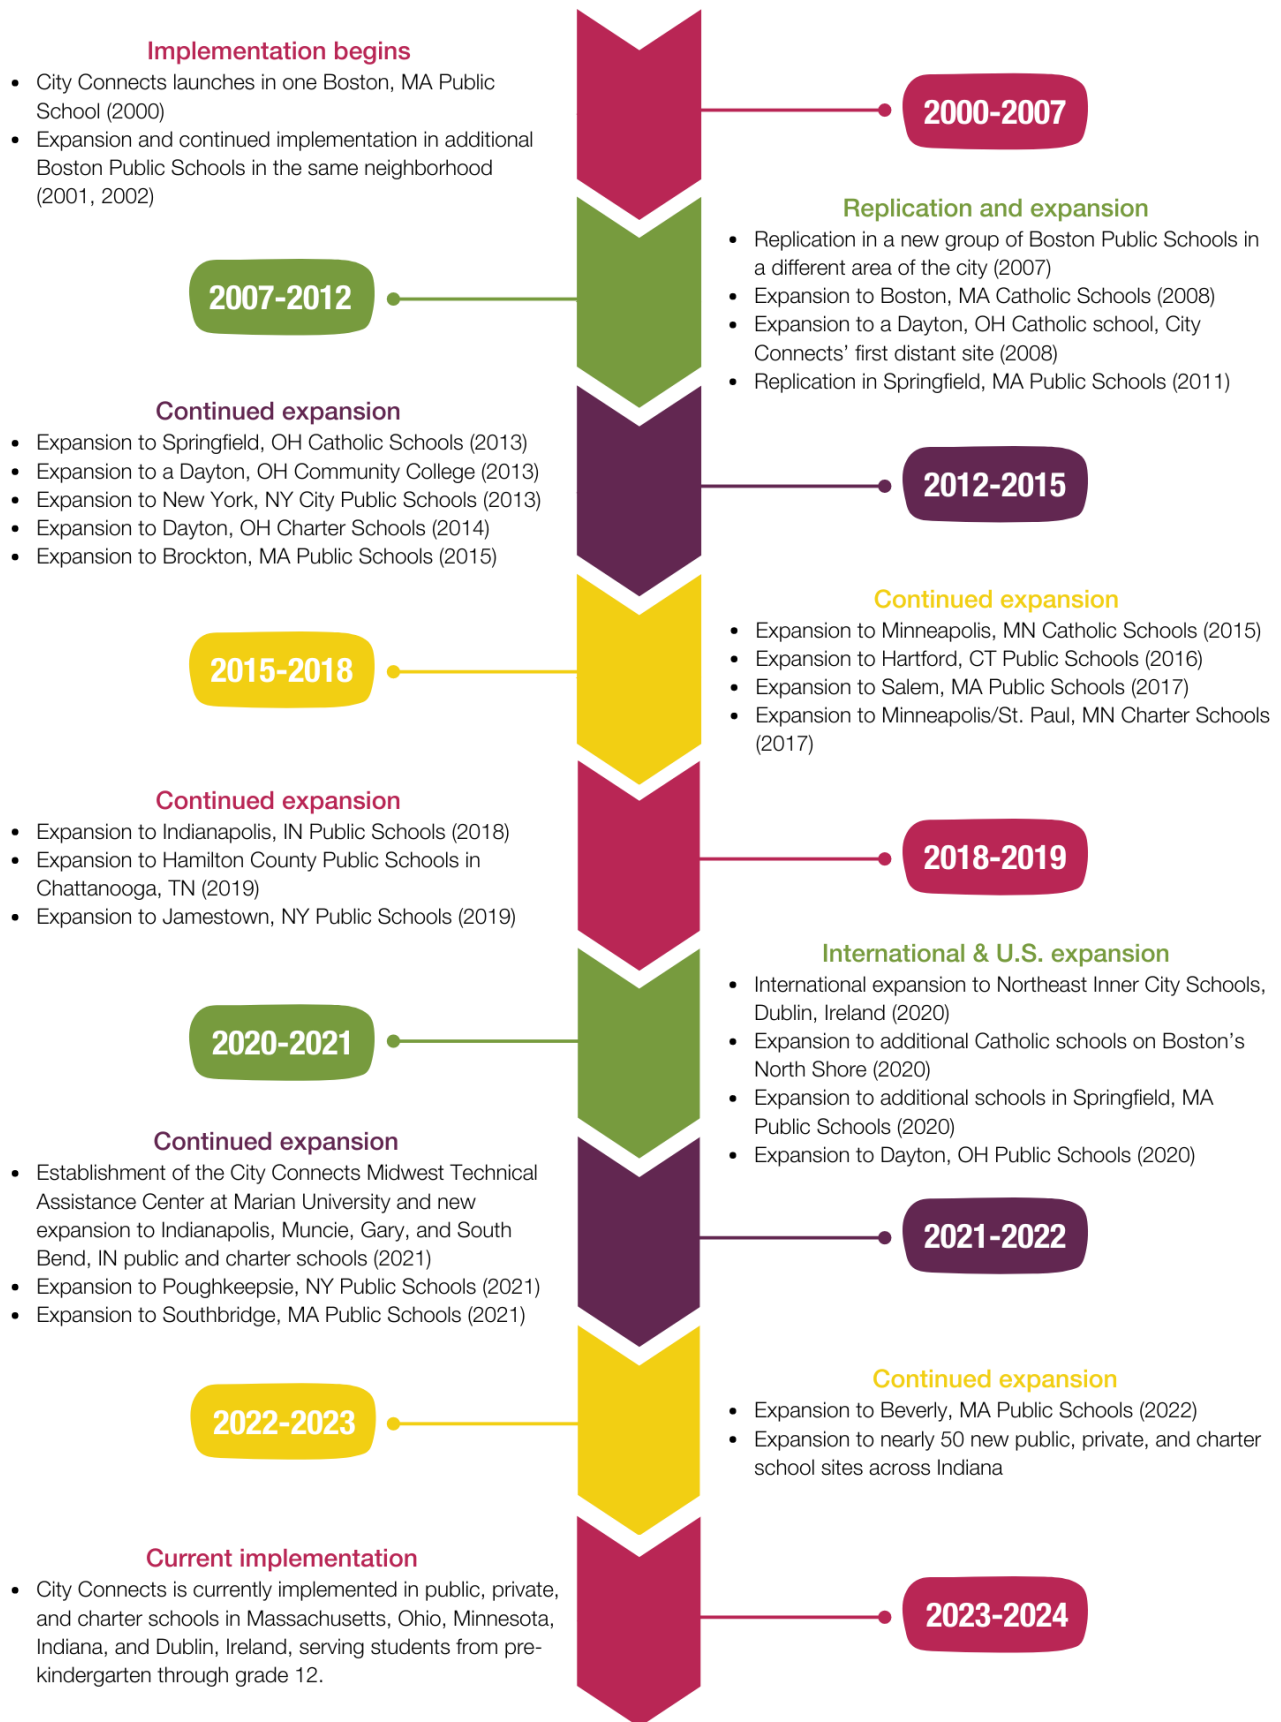 Implementation begins
• City Connects launches in one Boston, MA Public
School (2000)
• Expansion and continued implementation in additional
Boston Public Schools in the same neighborhood
(2001, 2002)
2000-2007
Replication and expansion
• Replication in a new group of Boston Public Schools in
a different area of the city (2007)
• Expansion to Boston, MA Catholic Schools (2008)
• Expansion to a Dayton, OH Catholic school, City
Connects’ first distant site (2008)
• Replication in Springfield, MA Public Schools (2011)
2007-2012
Continued expansion
• Expansion to Springfield, OH Catholic Schools (2013)
• Expansion to a Dayton, OH Community College (2013)
• Expansion to New York, NY City Public Schools (2013)
• Expansion to Dayton, OH Charter Schools (2014)
• Expansion to Brockton, MA Public Schools (2015)
2012-2015
Continued expansion
• Expansion to Minneapolis, MN Catholic Schools (2015)
• Expansion to Hartford, CT Public Schools (2016)
• Expansion to Salem, MA Public Schools (2017)
• Expansion to Minneapolis/St. Paul, MN Charter Schools
(2017)
2015-2018
Continued expansion
• Expansion to Indianapolis, IN Public Schools (2018)
• Expansion to Hamilton County Public Schools in
Chattanooga, TN (2019)
• Expansion to Jamestown, NY Public Schools (2019)
2018-2019
International & U.S. expansion
• International expansion to Northeast Inner City Schools,
Dublin, Ireland (2020)
• Expansion to additional Catholic schools on Boston’s
North Shore (2020)
• Expansion to additional schools in Springfield, MA
Public Schools (2020)
• Expansion to Dayton, OH Public Schools (2020)
2020-2021
Continued expansion
• Establishment of the City Connects Midwest Technical
Assistance Center at Marian University and new
expansion to Indianapolis, Muncie, Gary, and South
Bend, IN public and charter schools (2021)
• Expansion to Poughkeepsie, NY Public Schools (2021)
• Expansion to Southbridge, MA Public Schools (2021)
2021-2022
Continued expansion
• Expansion to Beverly, MA Public Schools (2022)
• Expansion to nearly 50 new public, private, and charter
school sites across Indiana
2022-2023
Current implementation
• City Connects is currently implemented in public, private,
and charter schools in Massachusetts, Ohio, Minnesota,
Indiana, and Dublin, Ireland, serving students from pre-
kindergarten through grade 12.
2023-2024